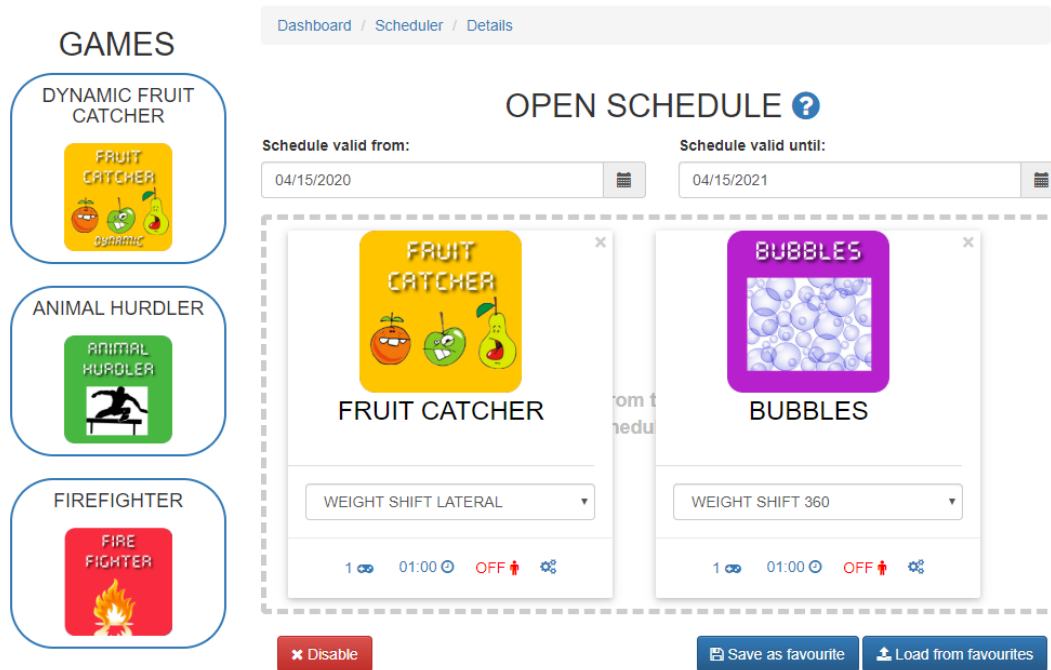 GAMES
DYNAMIC FRUIT
CATCHER
FRUIT
CATCHER
DYNAMIC
ANIMAL HURDLER
ANIMAL
HURDLER
FIREFIGHTER
FIRE
FIGHTER
Dashboard / Scheduler / Details
OPEN SCHEDULE ?
Schedule valid from:
04/15/2020
Schedule valid until:
04/15/2021
FRUIT
CATCHER
FRUIT CATCHER
WEIGHT SHIFT LATERAL
1 01:00 OFF
BUBBLES
BUBBLES
WEIGHT SHIFT 360
1 01:00 OFF
Disable
Save as favourite
Load from favourites